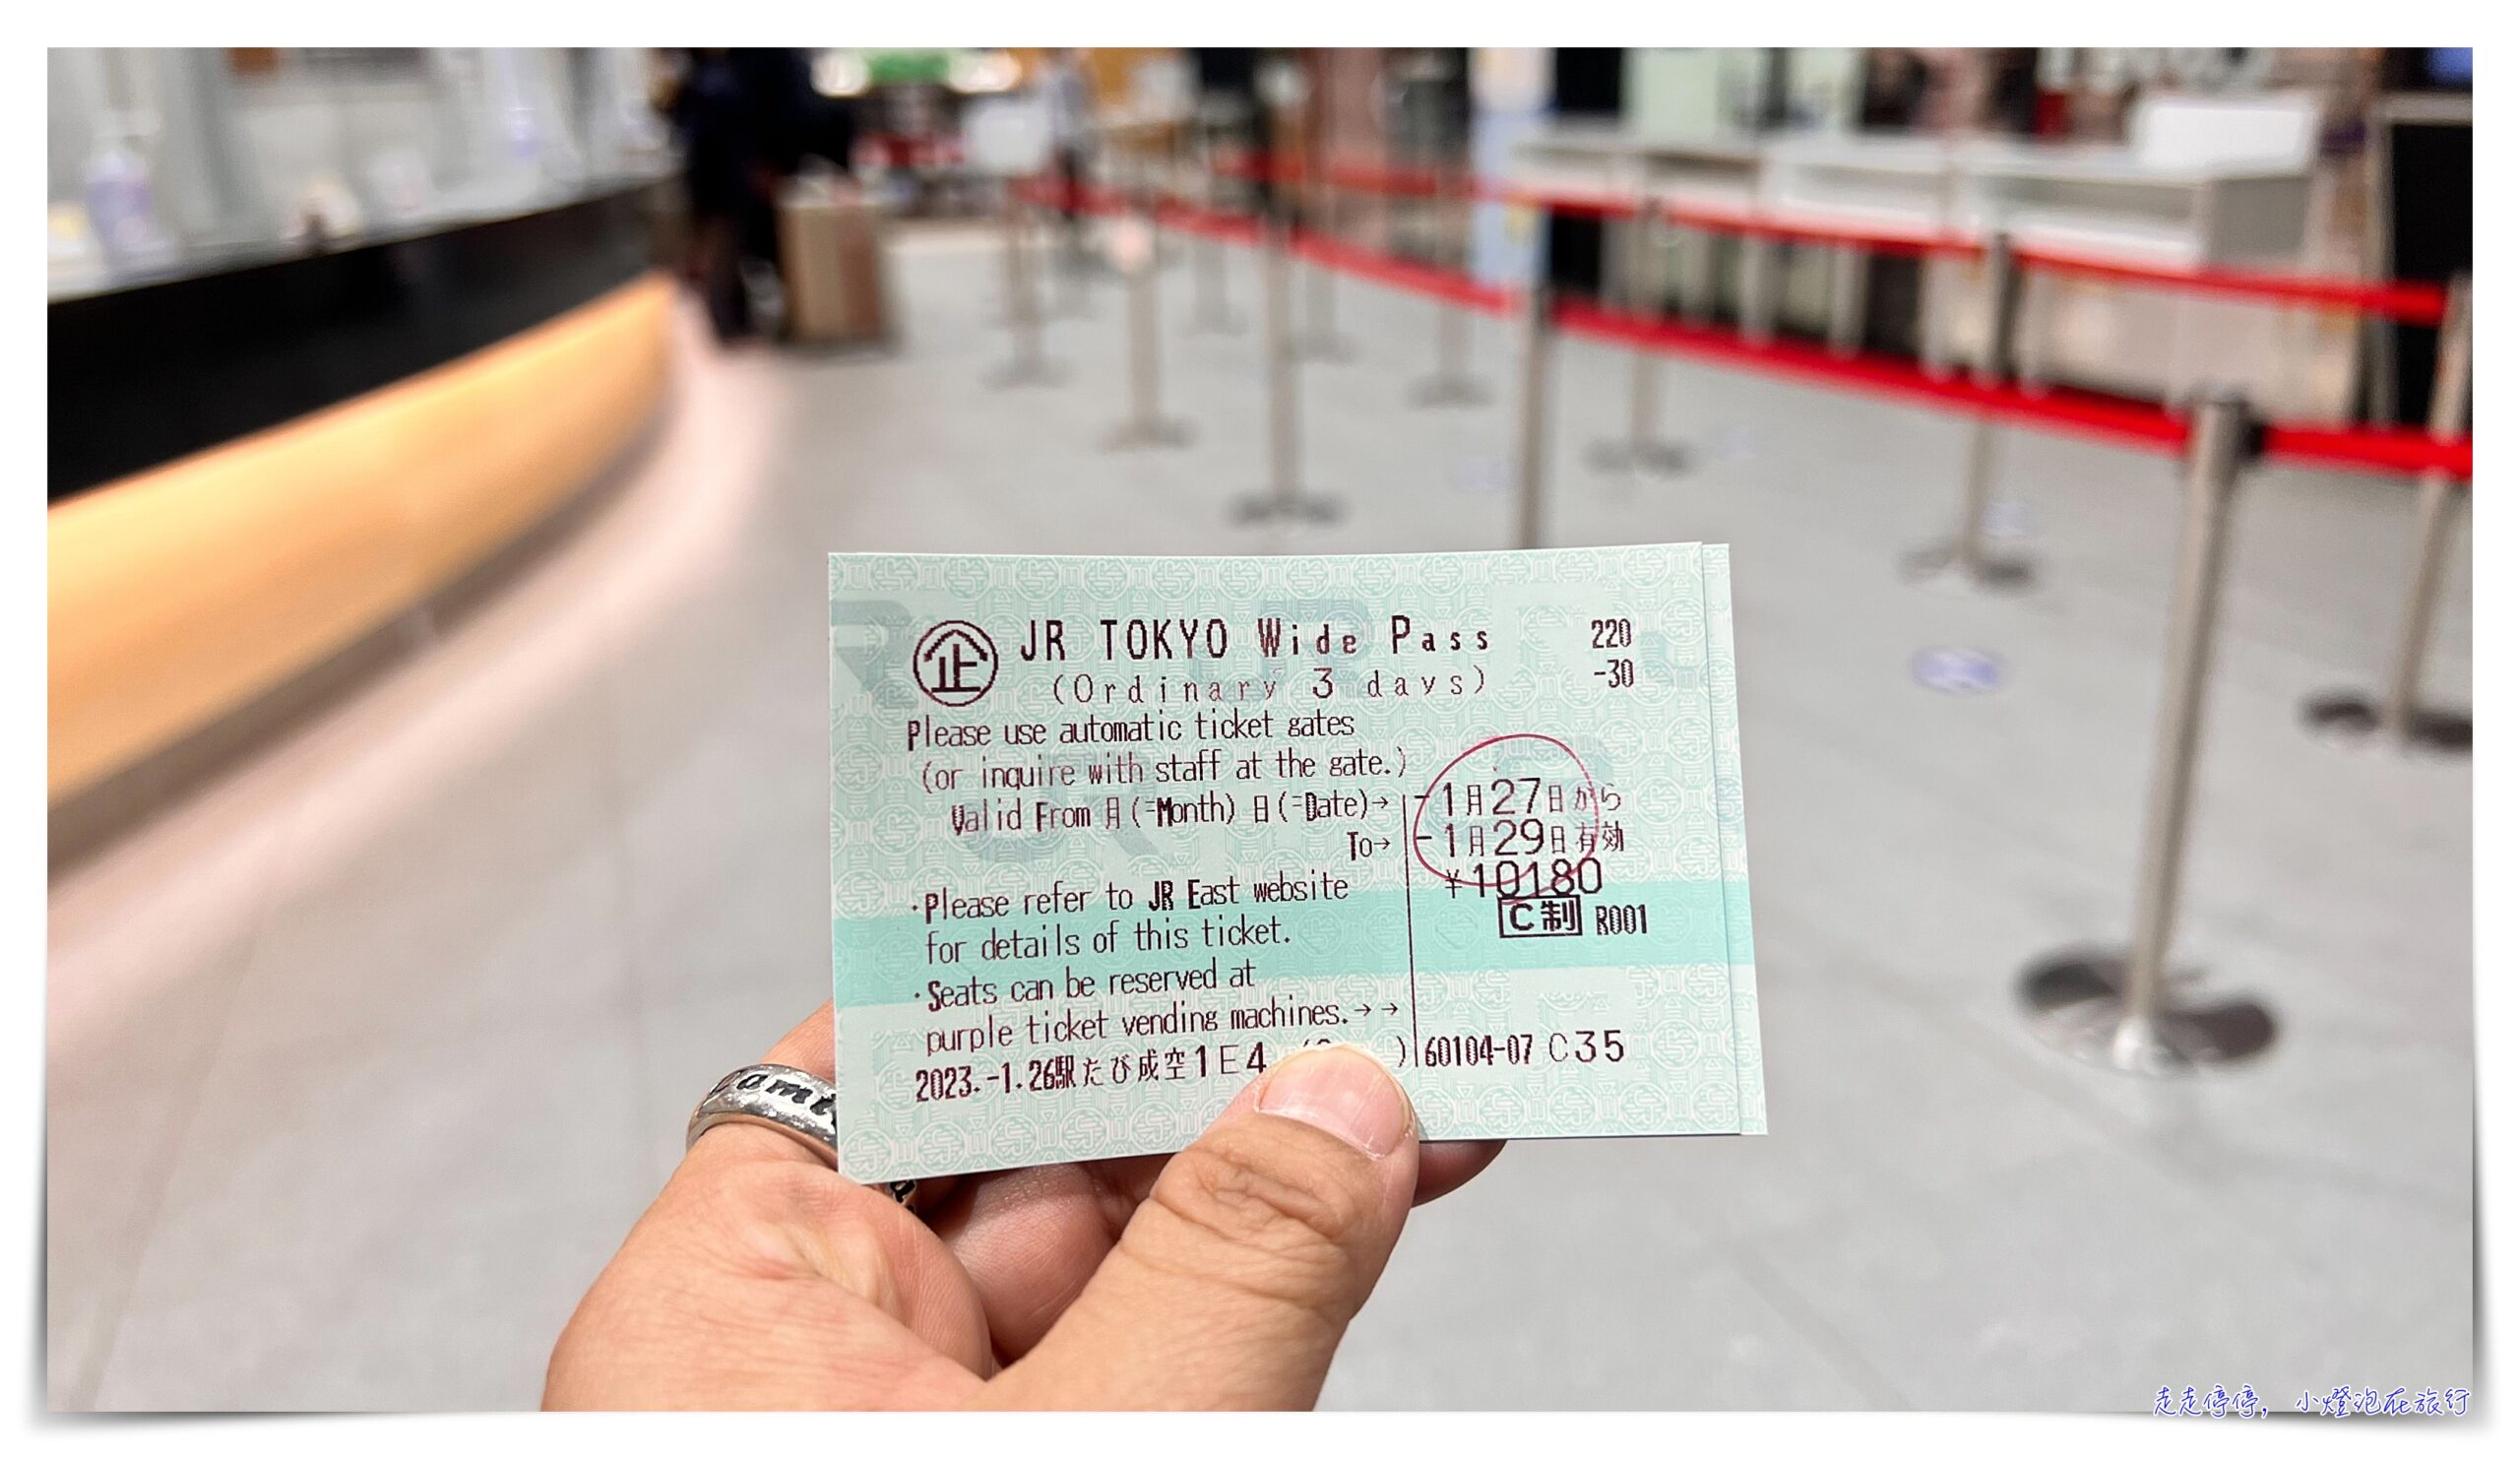 企 JR TOKYO Wide Pass 220
(Ordinary 3 days) -30
Please use automatic ticket gates
(or inquire with staff at the gate.)
Valid From 月(=Month) 日(=Date)→ -1月27日から
To→ -1月29日有効
¥10180
・Please refer to JR East website
for details of this ticket.
C制 R001
・Seats can be reserved at
purple ticket vending machines.→→
2023.-1.26駅たび成空1E4 ) 60104-07 C35
走走停停, 小燈泡在旅行